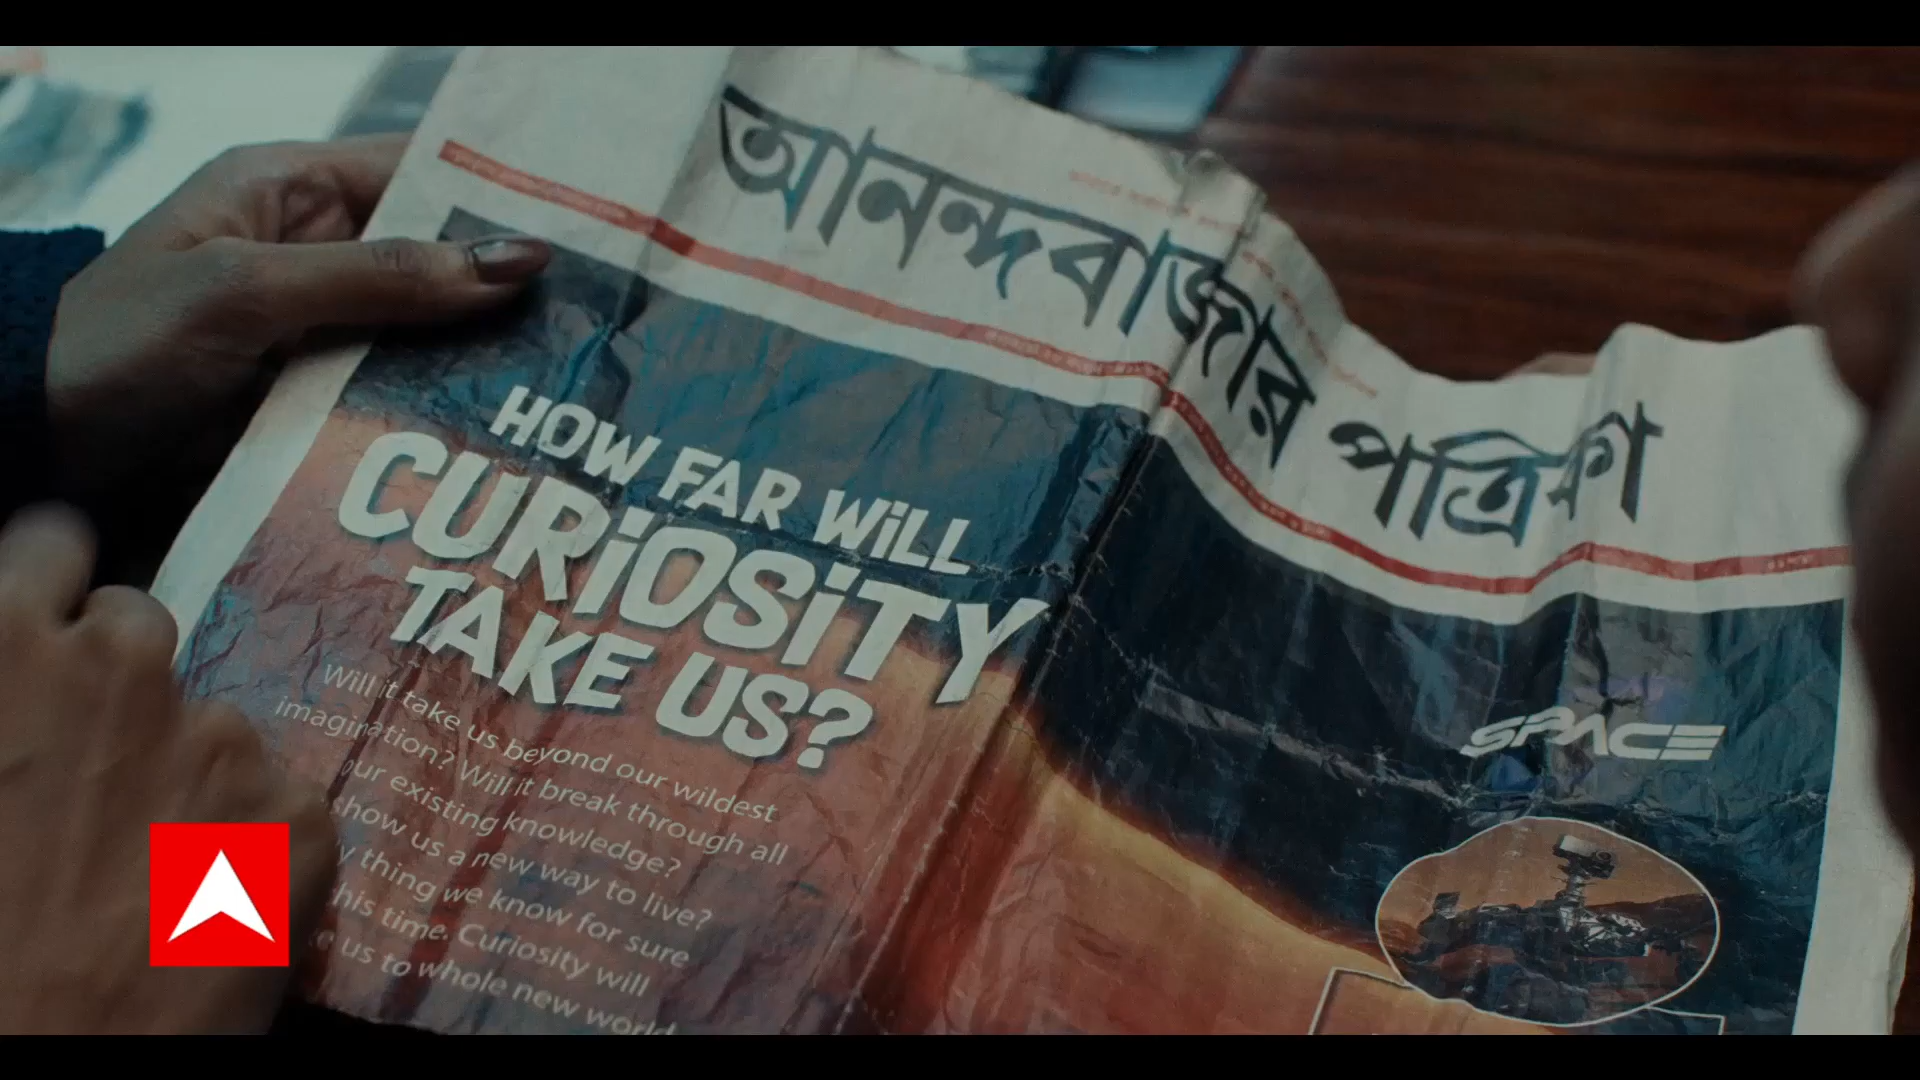 আনন্দবাজার পত্রিকা
HOW FAR WiLL
CURiOSiTY
TAKE US?
Will it take us beyond our wildest
imagination? Will it break through all
our existing knowledge?
show us a new way to live?
thing we know for sure
his time. Curiosity will
us to whole new world
SPACE